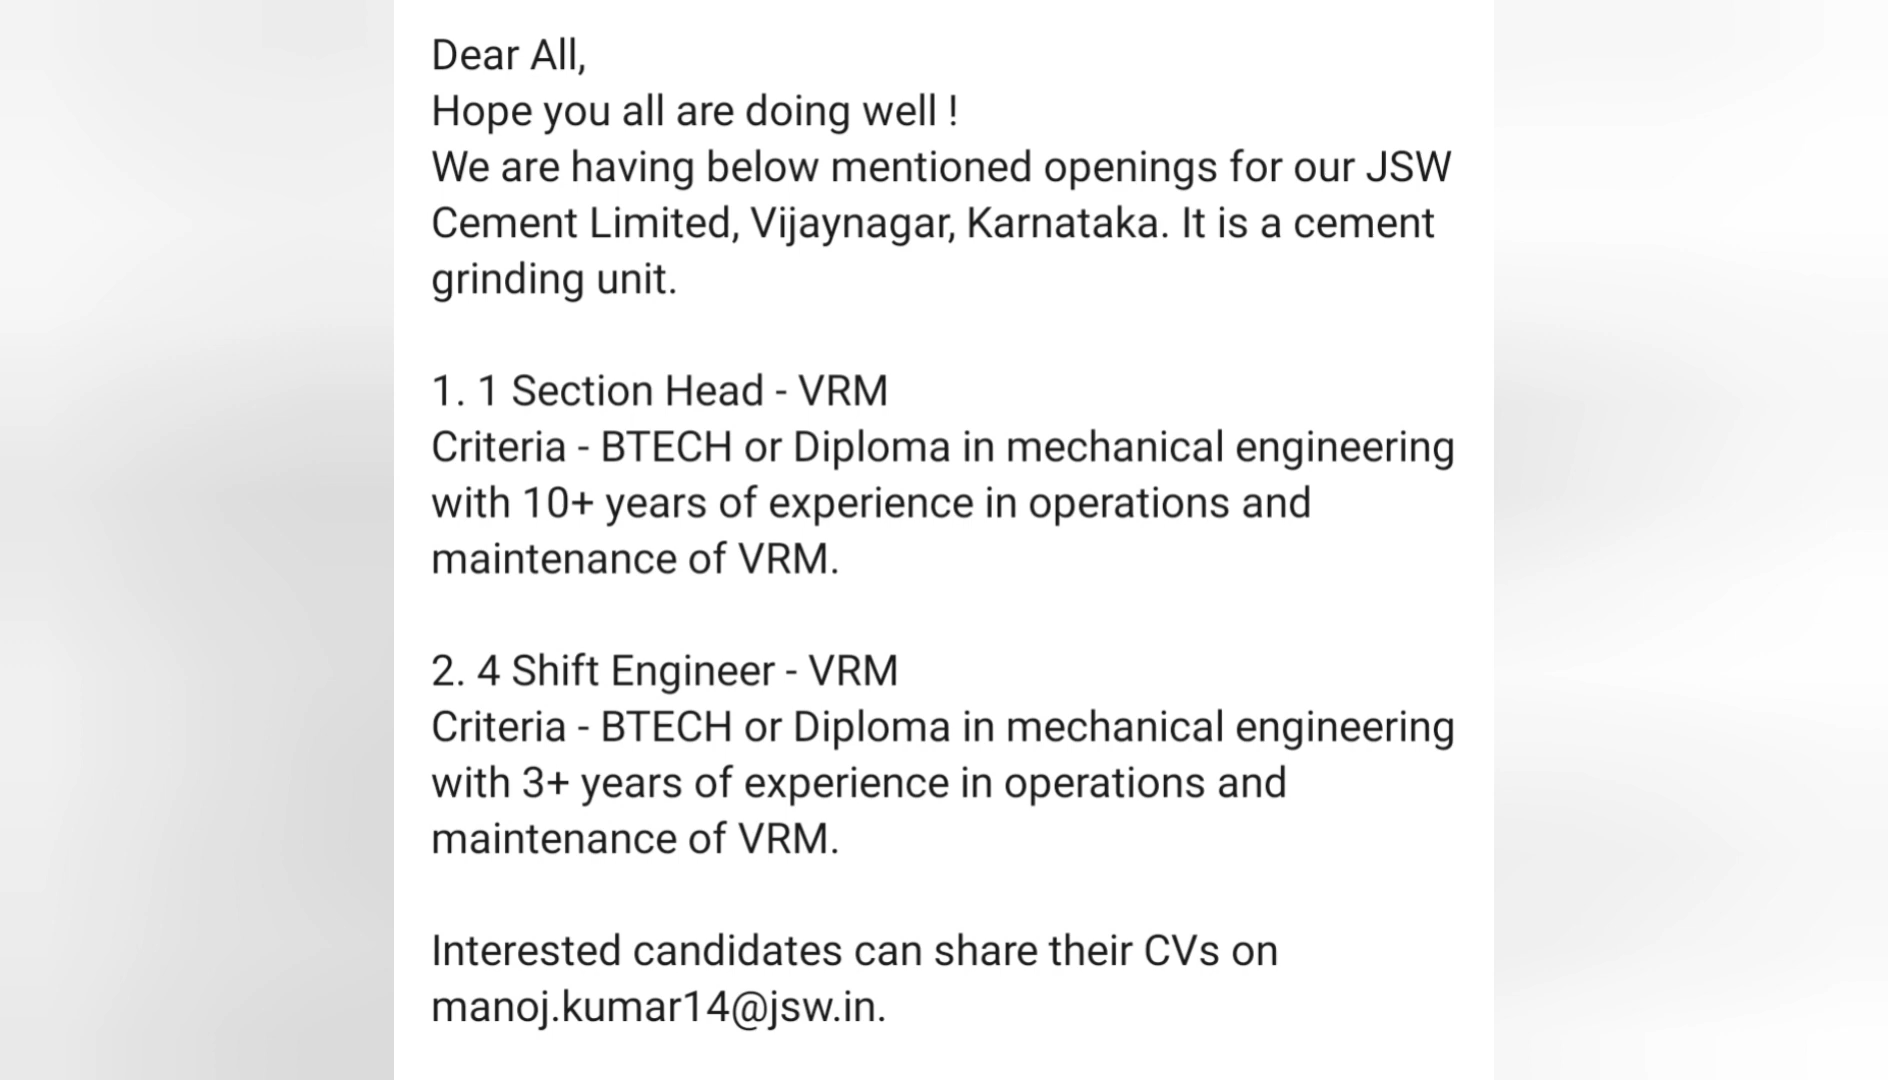 Dear All,
Hope you all are doing well !
We are having below mentioned openings for our JSW
Cement Limited, Vijaynagar, Karnataka. It is a cement
grinding unit.
1. 1 Section Head - VRM
Criteria - BTECH or Diploma in mechanical engineering
with 10+ years of experience in operations and
maintenance of VRM.
2. 4 Shift Engineer - VRM
Criteria - BTECH or Diploma in mechanical engineering
with 3+ years of experience in operations and
maintenance of VRM.
Interested candidates can share their CVs on
manoj.kumar14@jsw.in.